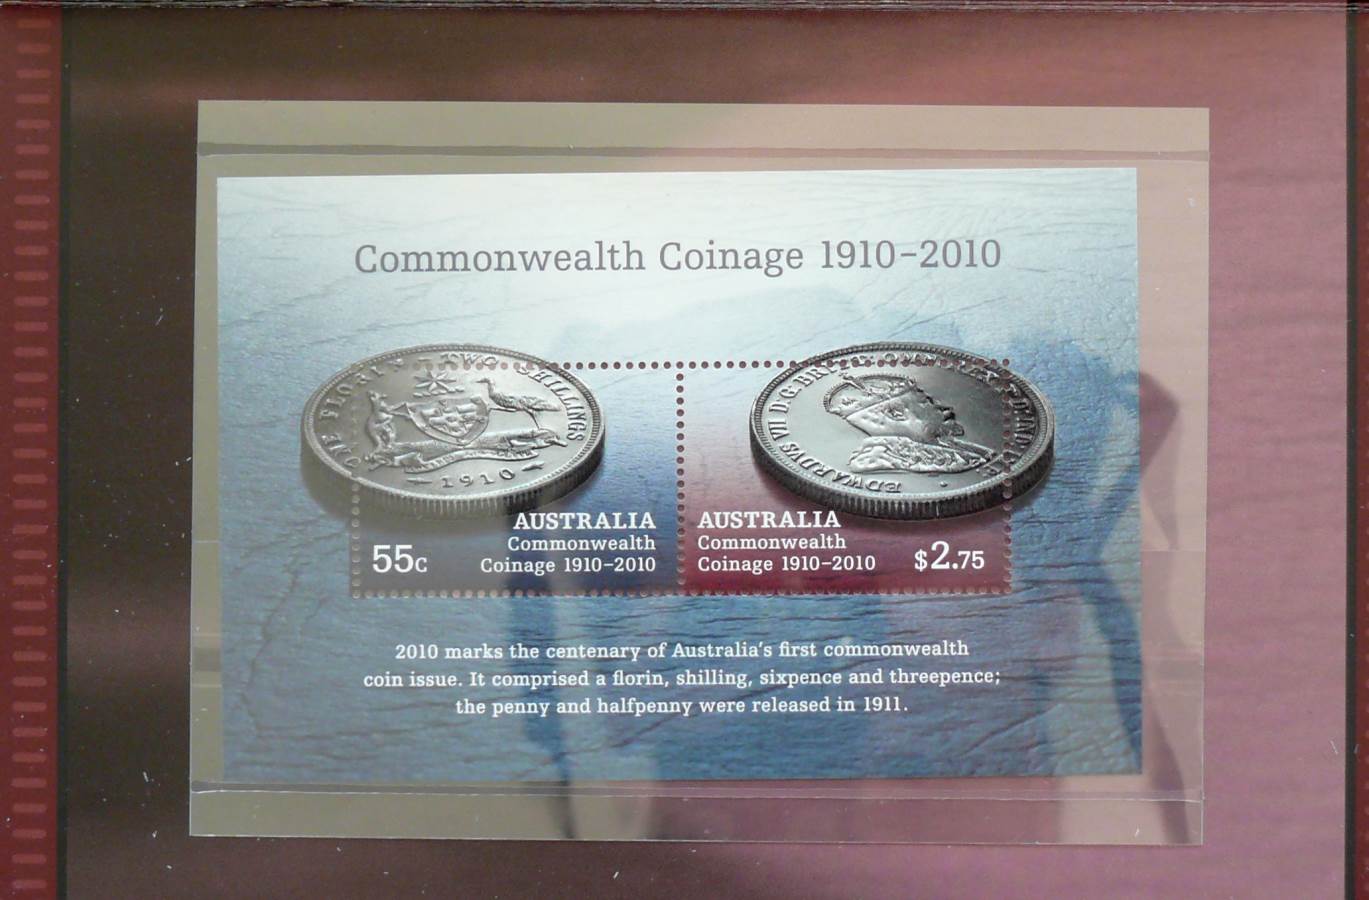 Commonwealth Coinage 1910–2010
ONE FLORIN – TWO SHILLINGS
1910
EDWARDVS VII D.G. BRITT: OMN: REX
AUSTRALIA
Commonwealth
Coinage 1910–2010
55c
AUSTRALIA
Commonwealth
Coinage 1910–2010
$2.75
2010 marks the centenary of Australia's first commonwealth
coin issue. It comprised a florin, shilling, sixpence and threepence;
the penny and halfpenny were released in 1911.